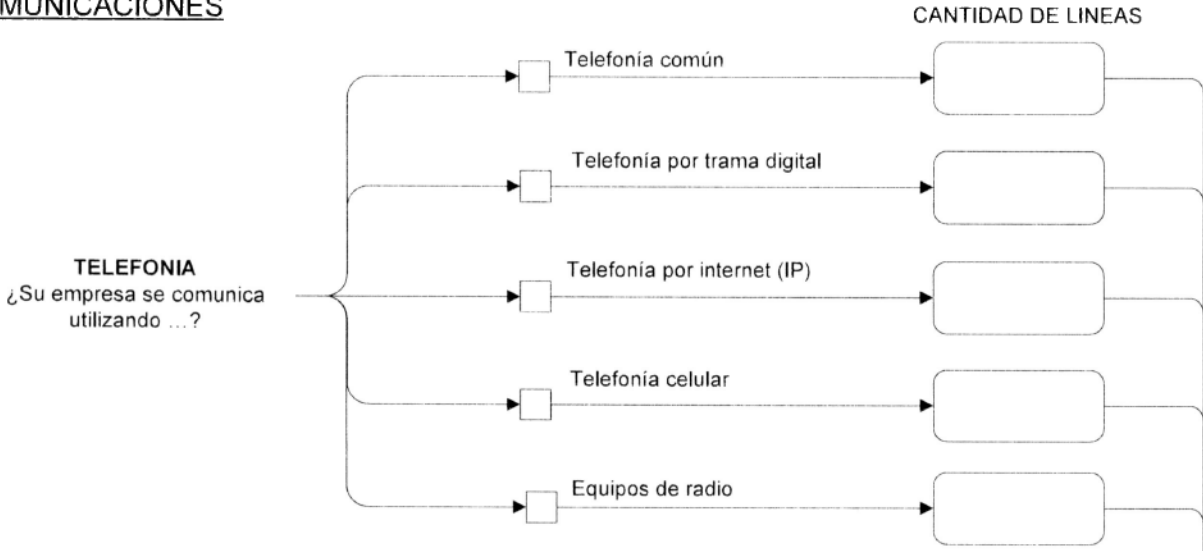 MUNICACIONES
CANTIDAD DE LINEAS
Telefonía común
Telefonía por trama digital
TELEFONIA
¿Su empresa se comunica
utilizando ...?
Telefonía por internet (IP)
Telefonía celular
Equipos de radio